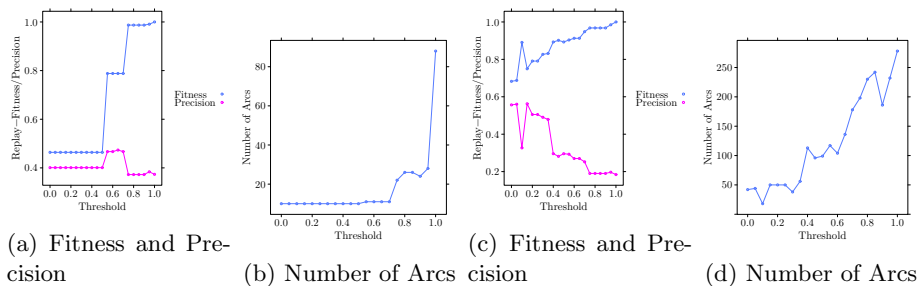 1.0
0.8
0.6
0.4
Replay−Fitness/Precision
0.0 0.2 0.4 0.6 0.8 1.0
Threshold
Fitness
Precision
(a) Fitness and Pre-
cision
80
60
40
20
Number of Arcs
0.0 0.2 0.4 0.6 0.8 1.0
Threshold
(b) Number of Arcs
1.0
0.8
0.6
0.4
0.2
Replay−Fitness/Precision
0.0 0.2 0.4 0.6 0.8 1.0
Threshold
Fitness
Precision
(c) Fitness and Pre-
cision
250
200
150
100
50
0
Number of Arcs
0.0 0.2 0.4 0.6 0.8 1.0
Threshold
(d) Number of Arcs